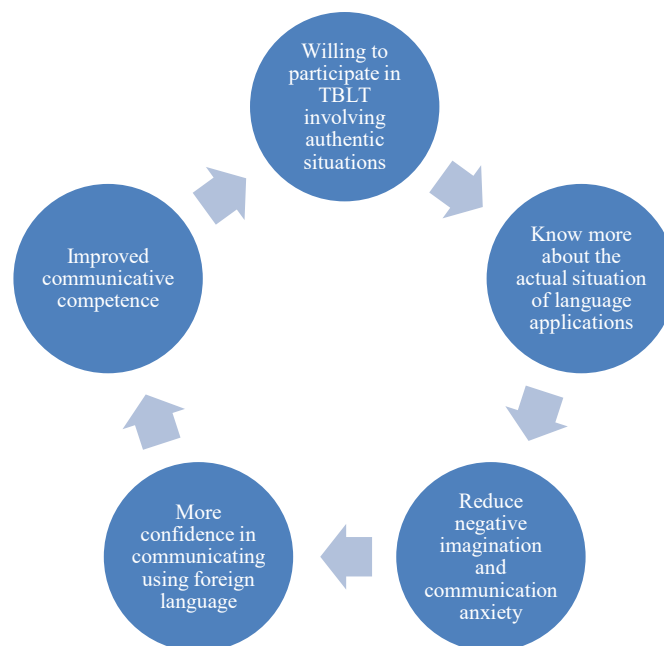 Willing to
participate in
TBLT
involving
authentic
situations
Know more
about the
actual situation
of language
applications
Reduce
negative
imagination
and
communication
anxiety
More
confidence in
communicating
using foreign
language
Improved
communicative
competence